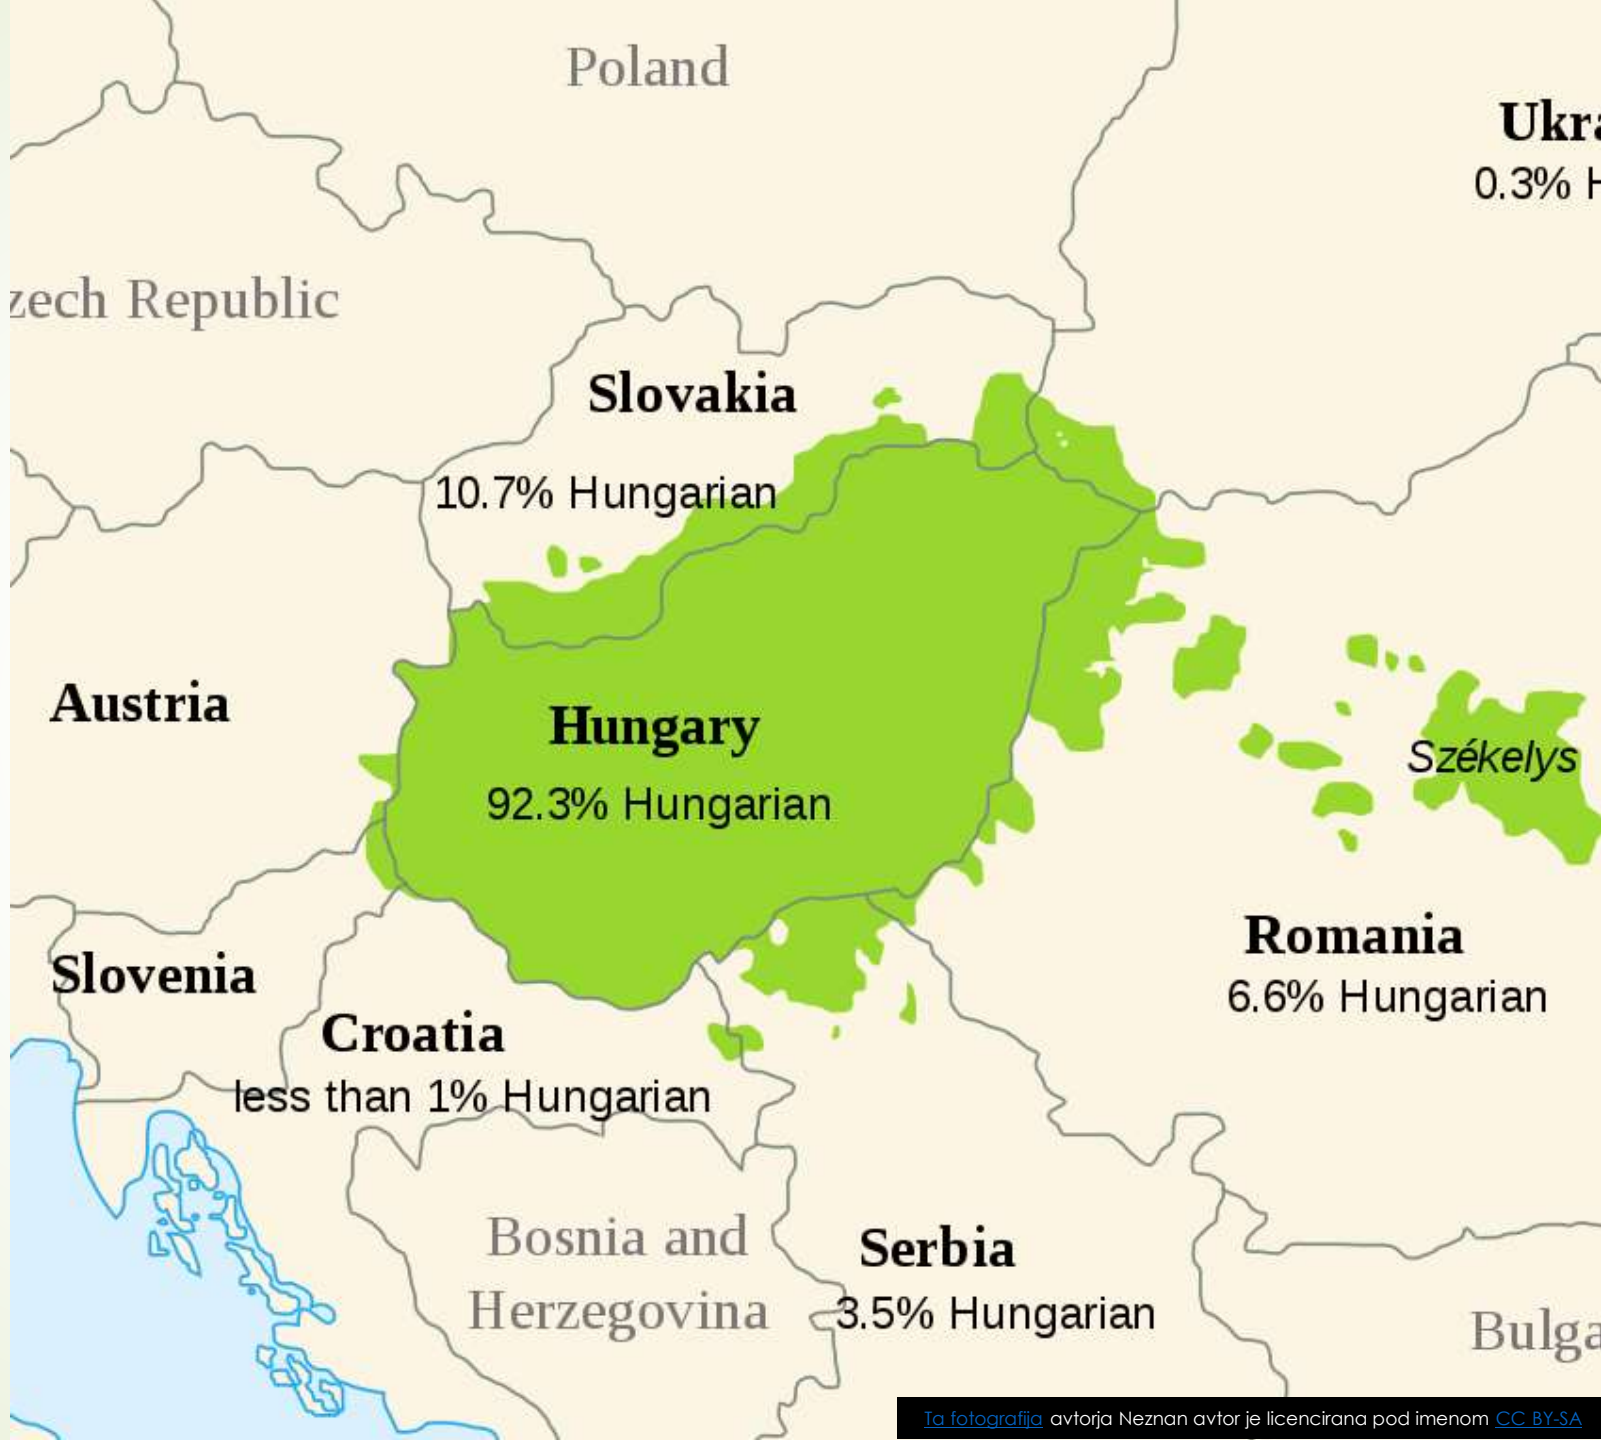 Poland
Ukra
0.3% H
zech Republic
Slovakia
10.7% Hungarian
Austria
Hungary
92.3% Hungarian
Székelys
Romania
6.6% Hungarian
Slovenia
Croatia
less than 1% Hungarian
Bosnia and
Herzegovina
Serbia
3.5% Hungarian
Bulga
Ta fotografija avtorja Neznan avtor je licencirana pod imenom CC BY-SA